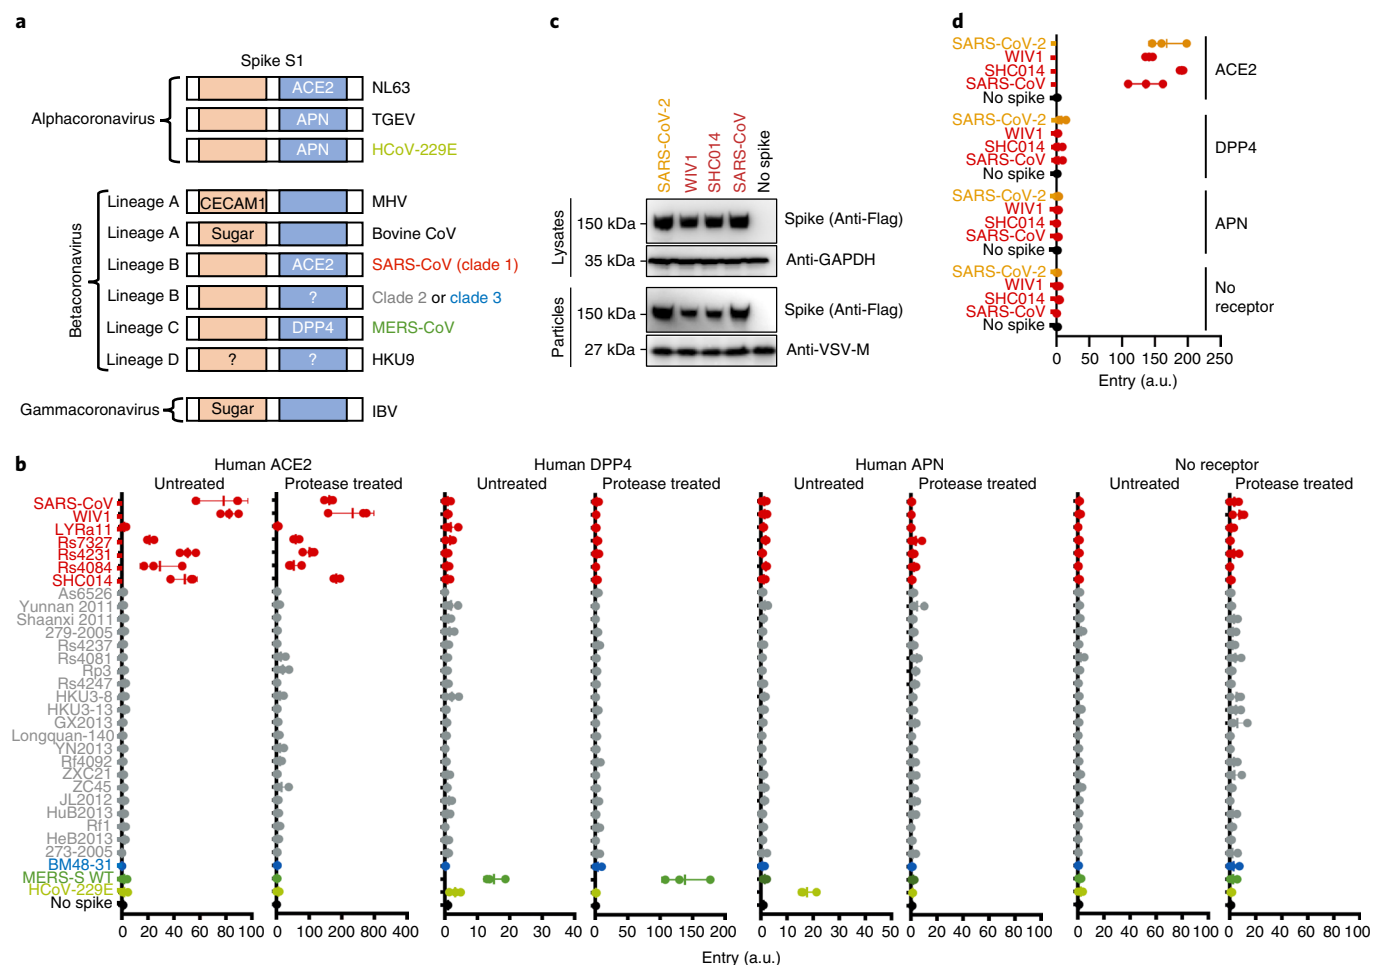 a
Spike S1
Alphacoronavirus
ACE2 NL63
APN TGEV
APN HCoV-229E
Betacoronavirus
Lineage A CECAM1 MHV
Lineage A Sugar Bovine CoV
Lineage B ACE2 SARS-CoV (clade 1)
Lineage B ? Clade 2 or clade 3
Lineage C DPP4 MERS-CoV
Lineage D ? ? HKU9
Gammacoronavirus Sugar IBV
c
SARS-CoV-2 WIV1 SHC014 SARS-CoV No spike
Lysates
150 kDa Spike (Anti-Flag)
35 kDa Anti-GAPDH
Particles
150 kDa Spike (Anti-Flag)
27 kDa Anti-VSV-M
d
SARS-CoV-2
WIV1
SHC014
SARS-CoV
No spike
ACE2
SARS-CoV-2
WIV1
SHC014
SARS-CoV
No spike
DPP4
SARS-CoV-2
WIV1
SHC014
SARS-CoV
No spike
APN
SARS-CoV-2
WIV1
SHC014
SARS-CoV
No spike
No
receptor
0 50 100 150 200 250
Entry (a.u.)
b
Human ACE2 Human DPP4 Human APN No receptor
Untreated Protease treated Untreated Protease treated Untreated Protease treated Untreated Protease treated
SARS-CoV
WIV1
LYRa11
Rs7327
Rs4231
Rs4084
SHC014
As6526
Yunnan 2011
Shaanxi 2011
279-2005
Rs4237
Rs4081
Rp3
Rs4247
HKU3-8
HKU3-13
GX2013
Longquan-140
YN2013
Rf4092
ZXC21
ZC45
JL2012
HuB2013
Rf1
HeB2013
273-2005
BM48-31
MERS-S WT
HCoV-229E
No spike
0 20 40 60 80 100 0 100 200 300 400 0 10 20 30 40 0 50 100 150 200 0 10 20 30 40 50 0 20 40 60 80 100 0 20 40 60 80 100 0 20 40 60 80 100
Entry (a.u.)